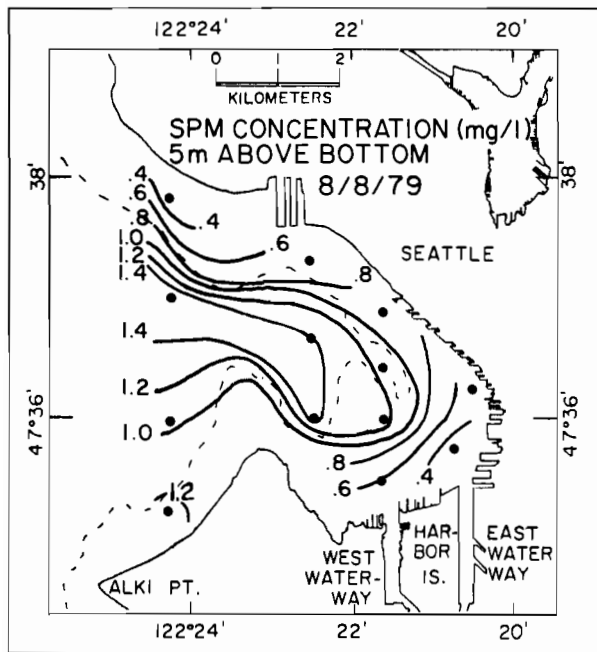 122°24' 22' 20'
0 1 2
KILOMETERS
SPM CONCENTRATION (mg/l)
5m ABOVE BOTTOM
8/8/79
38' 38'
.4
.6 .4
.8
1.0 .6
1.2
1.4 .8
SEATTLE
1.4
1.2
1.0
47°36' 36'
.8
.6 .4
1.2
ALKI PT.
WEST
WATER-
WAY
HAR-
BOR
IS.
EAST
WATER
WAY
122°24' 22' 20'